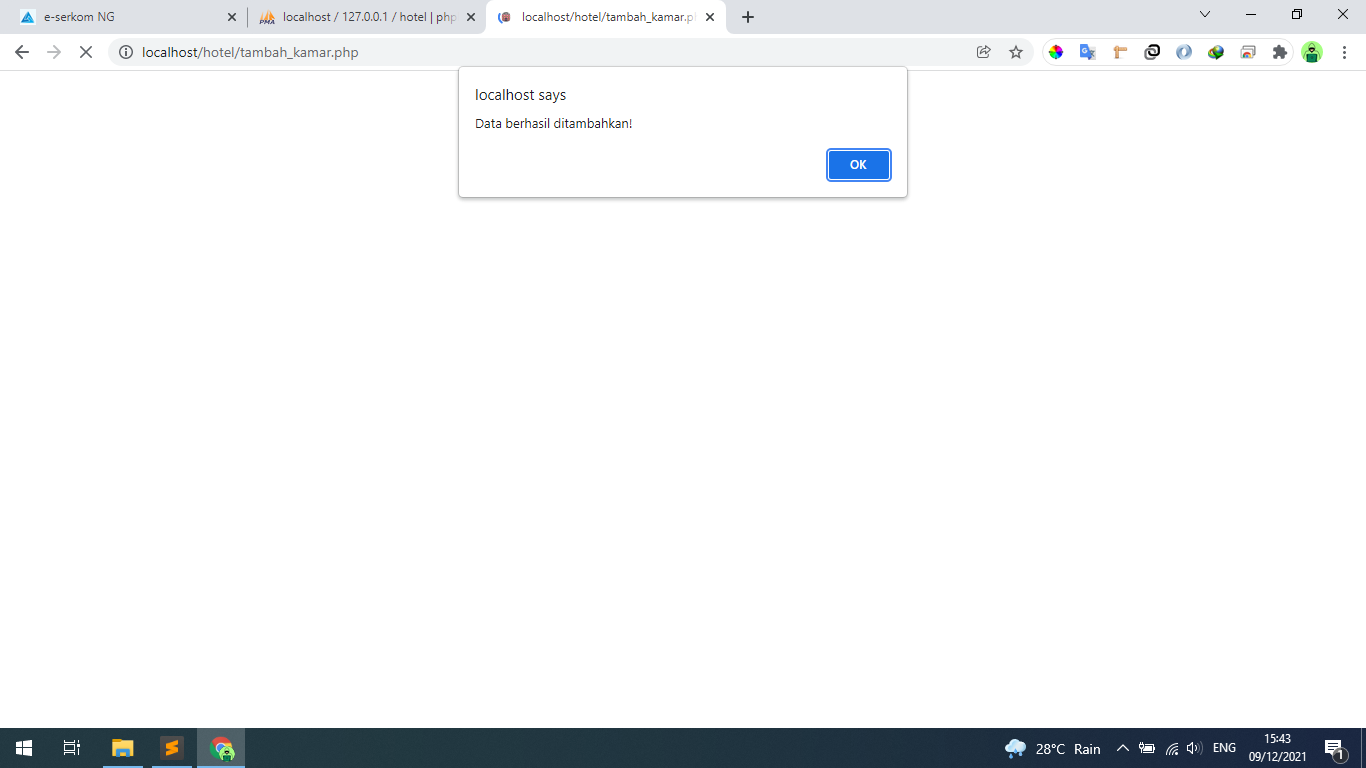 e-serkom NG
localhost / 127.0.0.1 / hotel | php
localhost/hotel/tambah_kamar.p
localhost/hotel/tambah_kamar.php
localhost says
Data berhasil ditambahkan!
OK
28°C Rain
ENG
15:43
09/12/2021
1